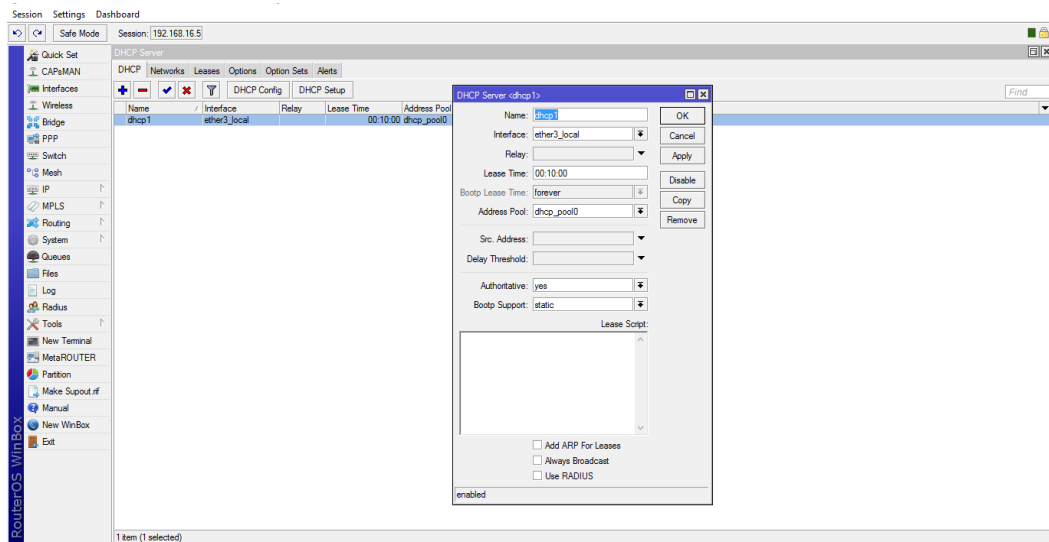 Session Settings Dashboard
Safe Mode Session: 192.168.16.5
Quick Set
CAPsMAN
Interfaces
Wireless
Bridge
PPP
Switch
Mesh
IP
MPLS
Routing
System
Queues
Files
Log
Radius
Tools
New Terminal
MetaROUTER
Partition
Make Supout.rif
Manual
New WinBox
Exit
RouterOS WinBox
DHCP Server
DHCP Networks Leases Options Option Sets Alerts
DHCP Config DHCP Setup Find
Name Interface Relay Lease Time Address Pool
dhcp1 ether3_local 00:10:00 dhcp_pool0
DHCP Server <dhcp1>
Name: dhcp1 OK
Interface: ether3_local Cancel
Relay: Apply
Lease Time: 00:10:00
Disable
Bootp Lease Time: forever
Copy
Address Pool: dhcp_pool0
Remove
Src. Address:
Delay Threshold:
Authoritative: yes
Bootp Support: static
Lease Script:
Add ARP For Leases
Always Broadcast
Use RADIUS
enabled
1 item (1 selected)